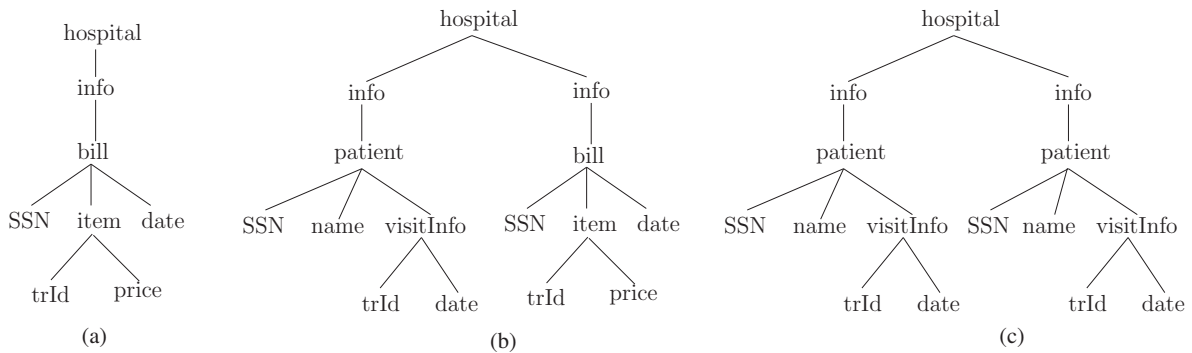 hospital
info
bill
SSN item date
trId price
(a)
hospital
info info
patient bill
SSN name visitInfo SSN item date
trId date trId price
(b)
hospital
info info
patient patient
SSN name visitInfo SSN name visitInfo
trId date trId date
(c)